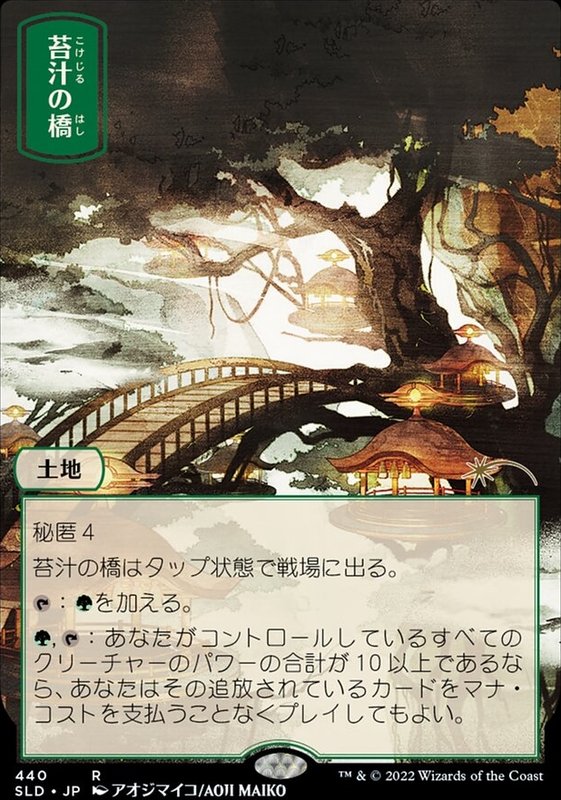 苔汁の橋
こけじる
はし
土地
秘匿４
苔汁の橋はタップ状態で戦場に出る。
：を加える。
,：あなたがコントロールしているすべての
クリーチャーのパワーの合計が10以上であるな
ら、あなたはその追放されているカードをマナ・
コストを支払うことなくプレイしてもよい。
440 R
SLD・JP アオジマイコ/AOJI MAIKO
™ & © 2022 Wizards of the Coast